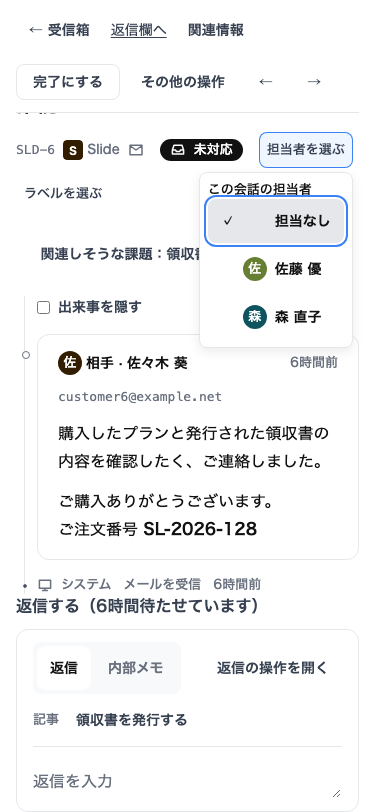 ← 受信箱 返信欄へ 関連情報
完了にする その他の操作 ← →
SLD-6 S Slide 未対応 担当者を選ぶ
ラベルを選ぶ
この会話の担当者
✓ 担当なし
佐 佐藤 優
森 森 直子
関連しそうな課題：領収
出来事を隠す
佐 相手 · 佐々木 葵 6時間前
customer6@example.net
購入したプランと発行された領収書の
内容を確認したく、ご連絡しました。
ご購入ありがとうございます。
ご注文番号 SL-2026-128
システム メールを受信 6時間前
返信する（6時間待たせています）
返信 内部メモ 返信の操作を開く
記事 領収書を発行する
返信を入力